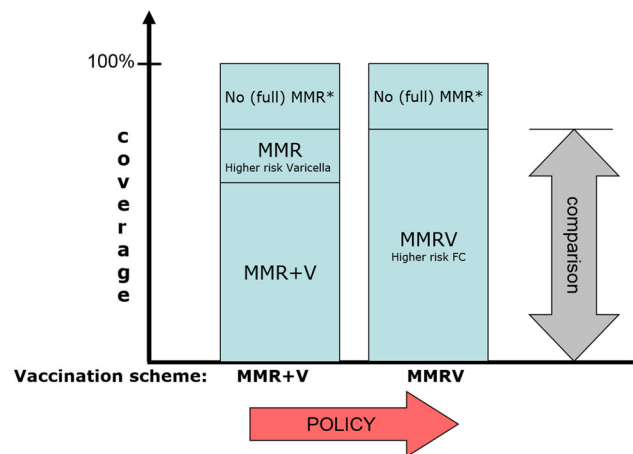 100%
coverage
No (full) MMR*
No (full) MMR*
MMR
Higher risk Varicella
MMR+V
MMRV
Higher risk FC
comparison
Vaccination scheme: MMR+V MMRV
POLICY